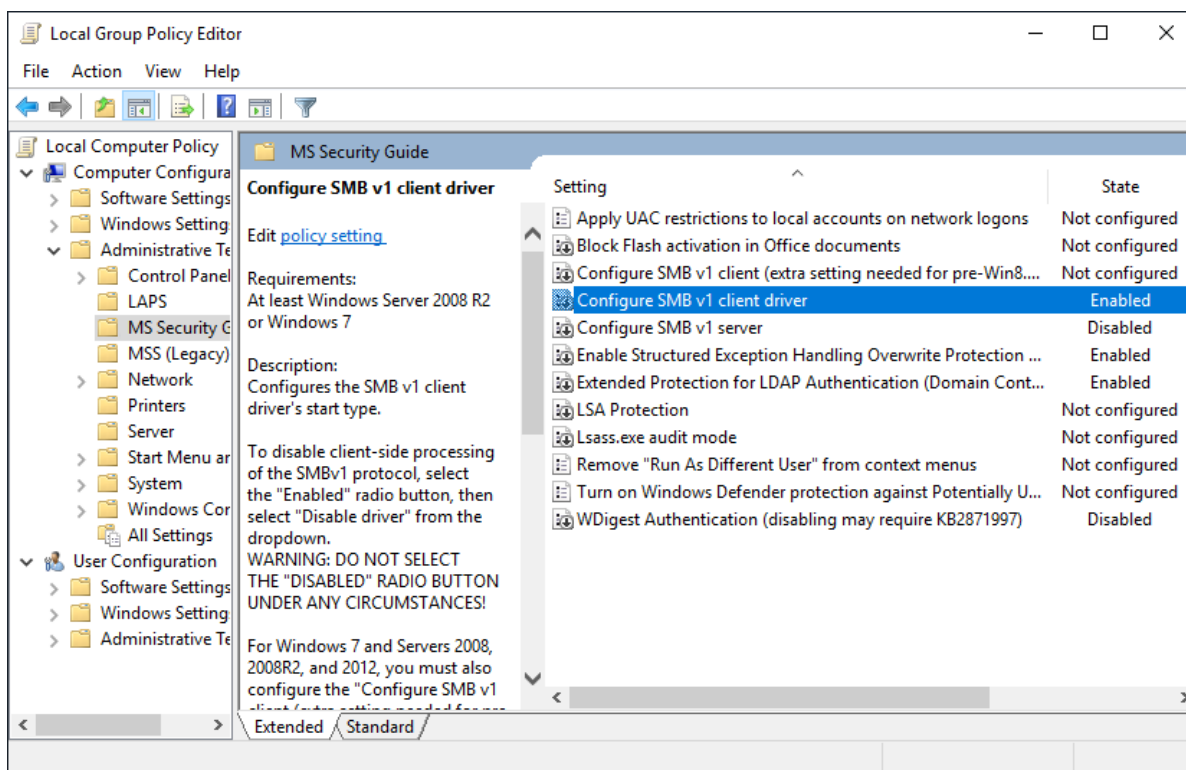 Local Group Policy Editor
File Action View Help
Local Computer Policy
Computer Configura
Software Settings
Windows Setting
Administrative Te
Control Panel
LAPS
MS Security G
MSS (Legacy)
Network
Printers
Server
Start Menu ar
System
Windows Cor
All Settings
User Configuration
Software Settings
Windows Setting
Administrative Te
MS Security Guide
Configure SMB v1 client driver
Edit policy setting
Requirements:
At least Windows Server 2008 R2
or Windows 7
Description:
Configures the SMB v1 client
driver's start type.
To disable client-side processing
of the SMBv1 protocol, select
the "Enabled" radio button, then
select "Disable driver" from the
dropdown.
WARNING: DO NOT SELECT
THE "DISABLED" RADIO BUTTON
UNDER ANY CIRCUMSTANCES!
For Windows 7 and Servers 2008,
2008R2, and 2012, you must also
configure the "Configure SMB v1
client (extra setting needed for pre
Setting State
Apply UAC restrictions to local accounts on network logons Not configured
Block Flash activation in Office documents Not configured
Configure SMB v1 client (extra setting needed for pre-Win8.... Not configured
Configure SMB v1 client driver Enabled
Configure SMB v1 server Disabled
Enable Structured Exception Handling Overwrite Protection ... Enabled
Extended Protection for LDAP Authentication (Domain Cont... Enabled
LSA Protection Not configured
Lsass.exe audit mode Not configured
Remove "Run As Different User" from context menus Not configured
Turn on Windows Defender protection against Potentially U... Not configured
WDigest Authentication (disabling may require KB2871997) Disabled
Extended Standard